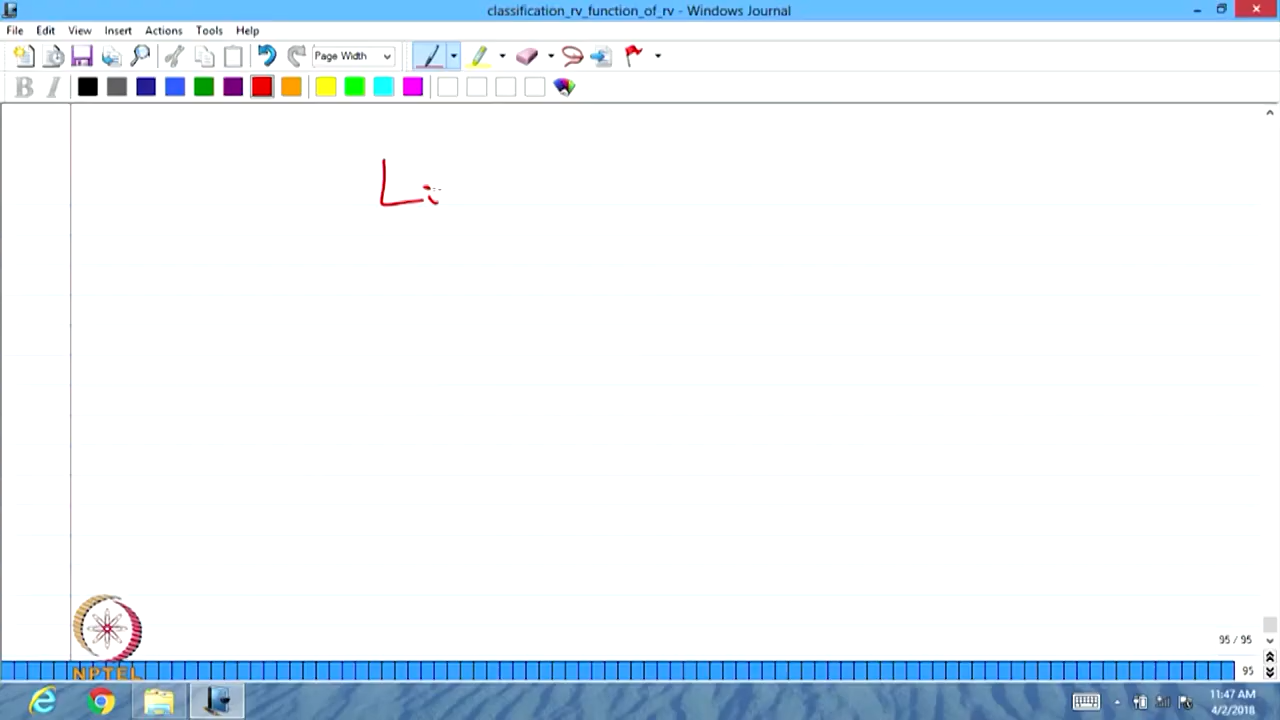 classification_rv_function_of_rv - Windows Journal
File Edit View Insert Actions Tools Help
Page Width
B I
Li
95 / 95
NPTEL
95
11:47 AM
4/2/2018